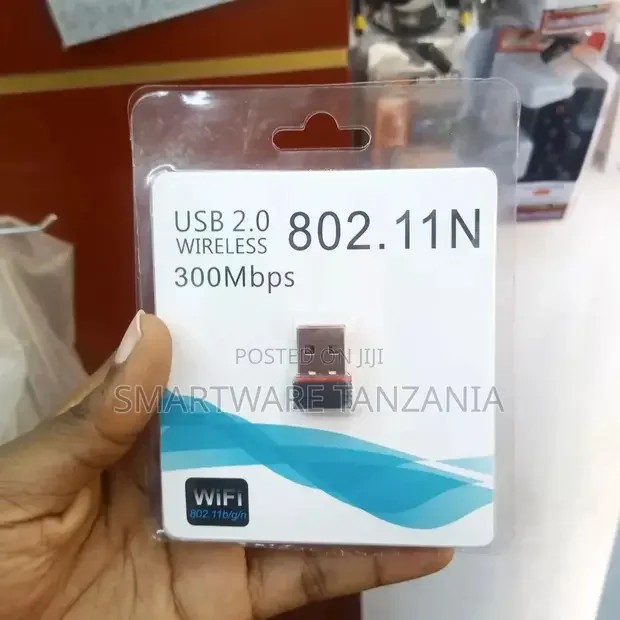 USB 2.0
WIRELESS
802.11N
300Mbps
POSTED ON JIJI
SMARTWARE TANZANIA
WiFi
802.11b/g/n